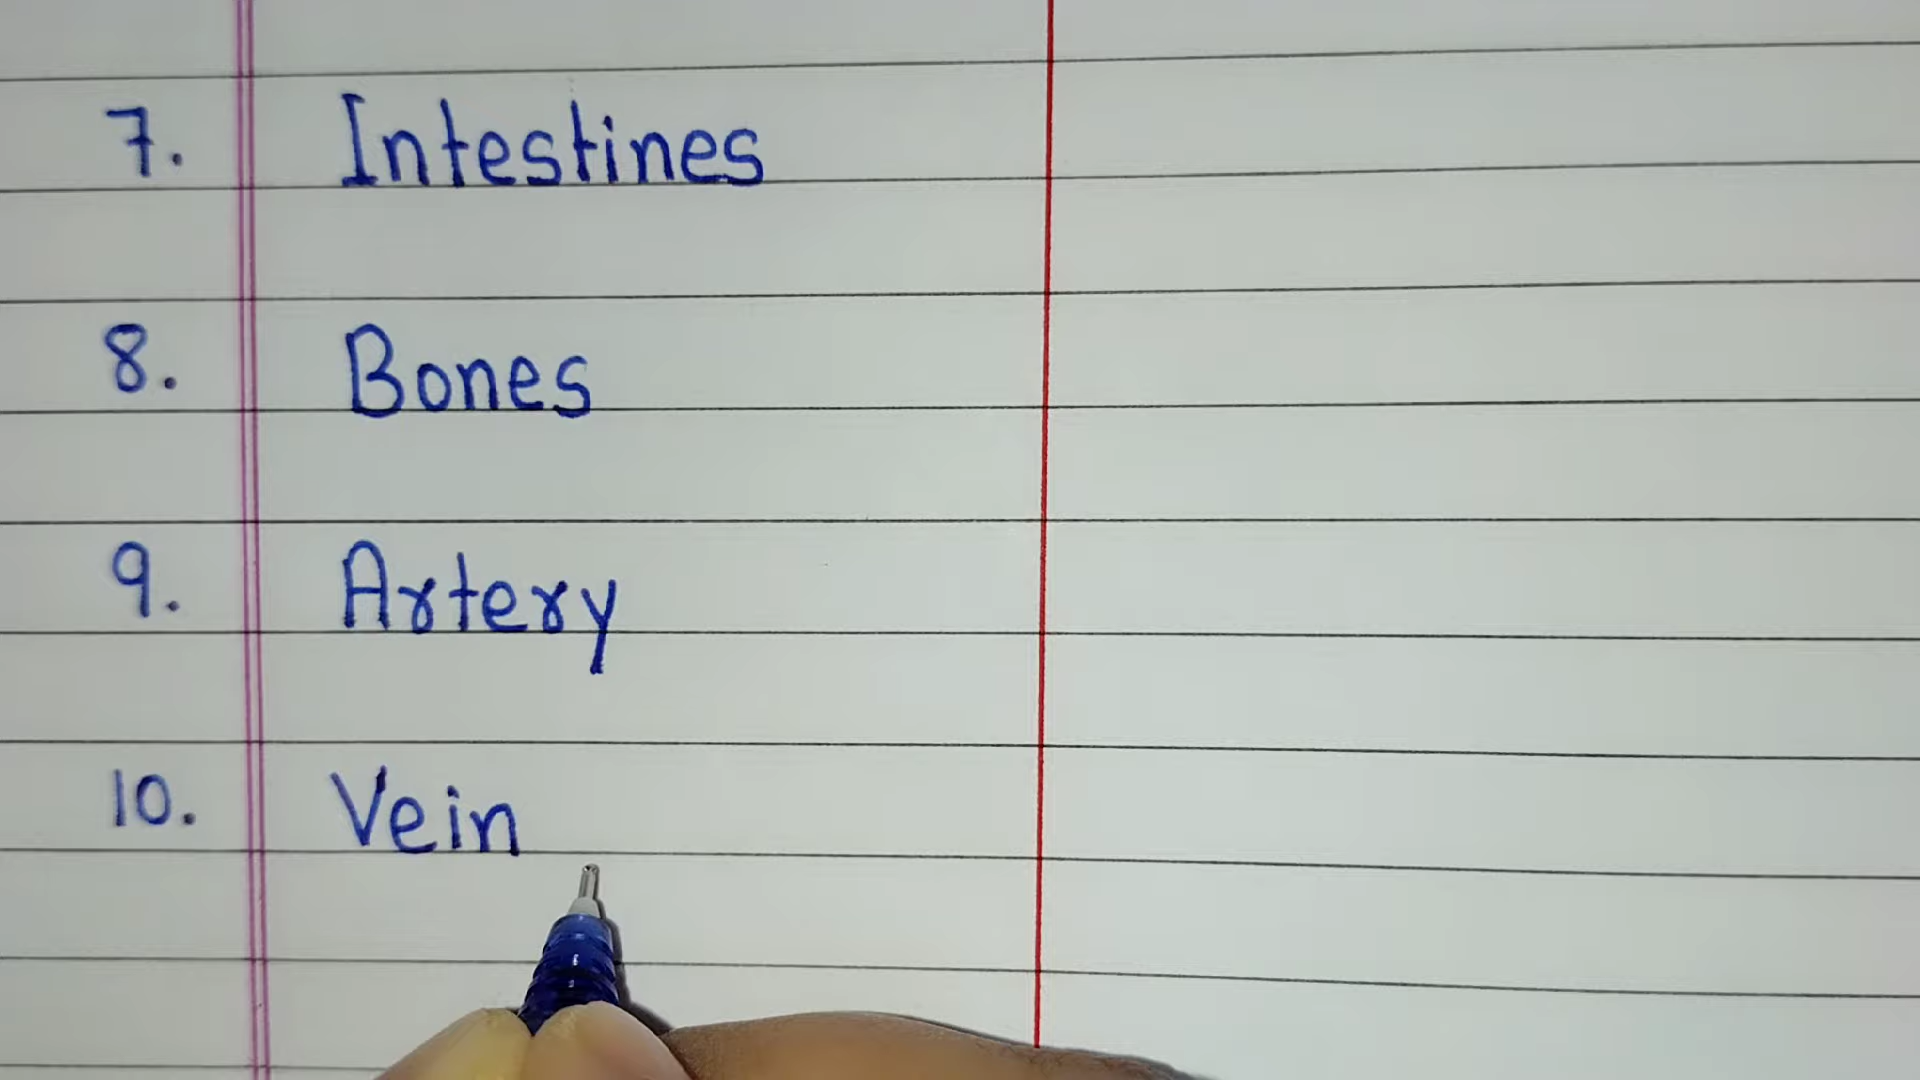 7. Intestines
8. Bones
9. Artery
10. Vein